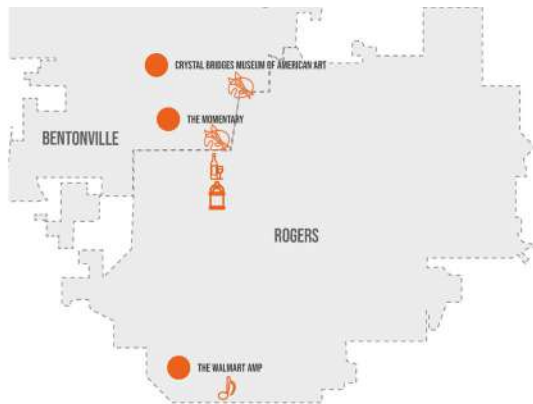 CRYSTAL BRIDGES MUSEUM OF AMERICAN ART
THE MOMENTARY
BENTONVILLE
ROGERS
THE WALMART AMP